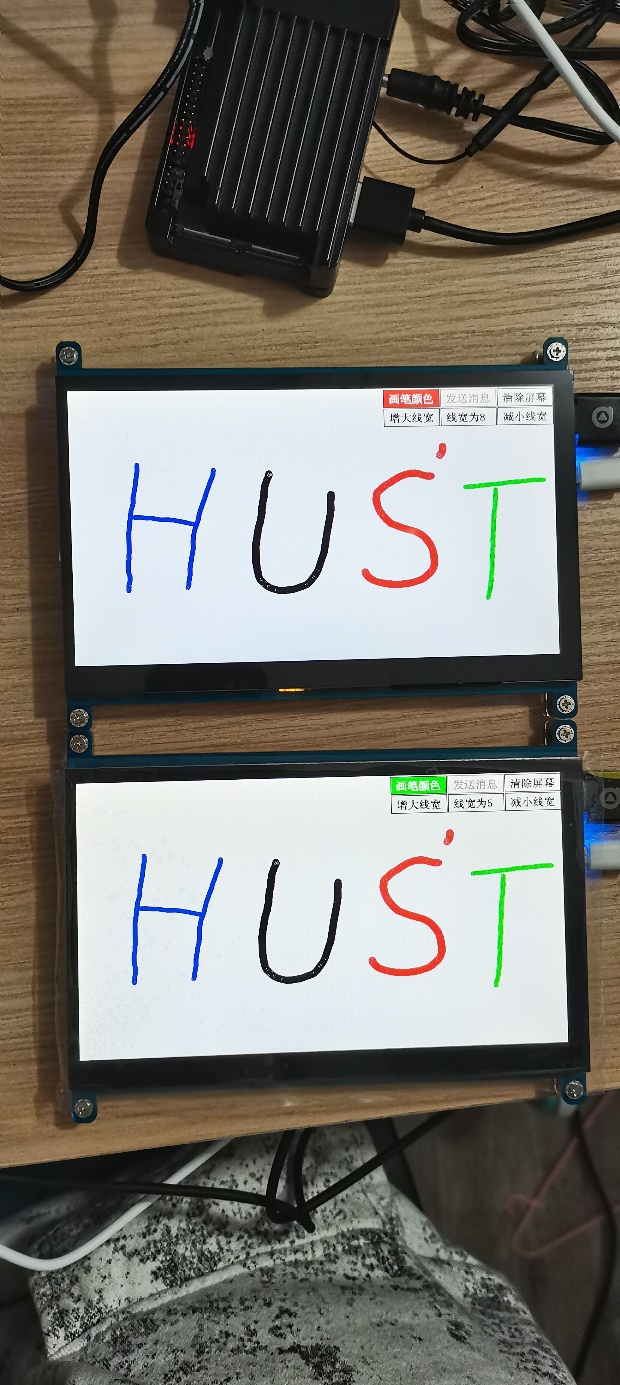 画笔颜色 发送消息 清除屏幕
增大线宽 线宽为8 减小线宽
HUST
画笔颜色 发送消息 清除屏幕
增大线宽 线宽为5 减小线宽
HUST